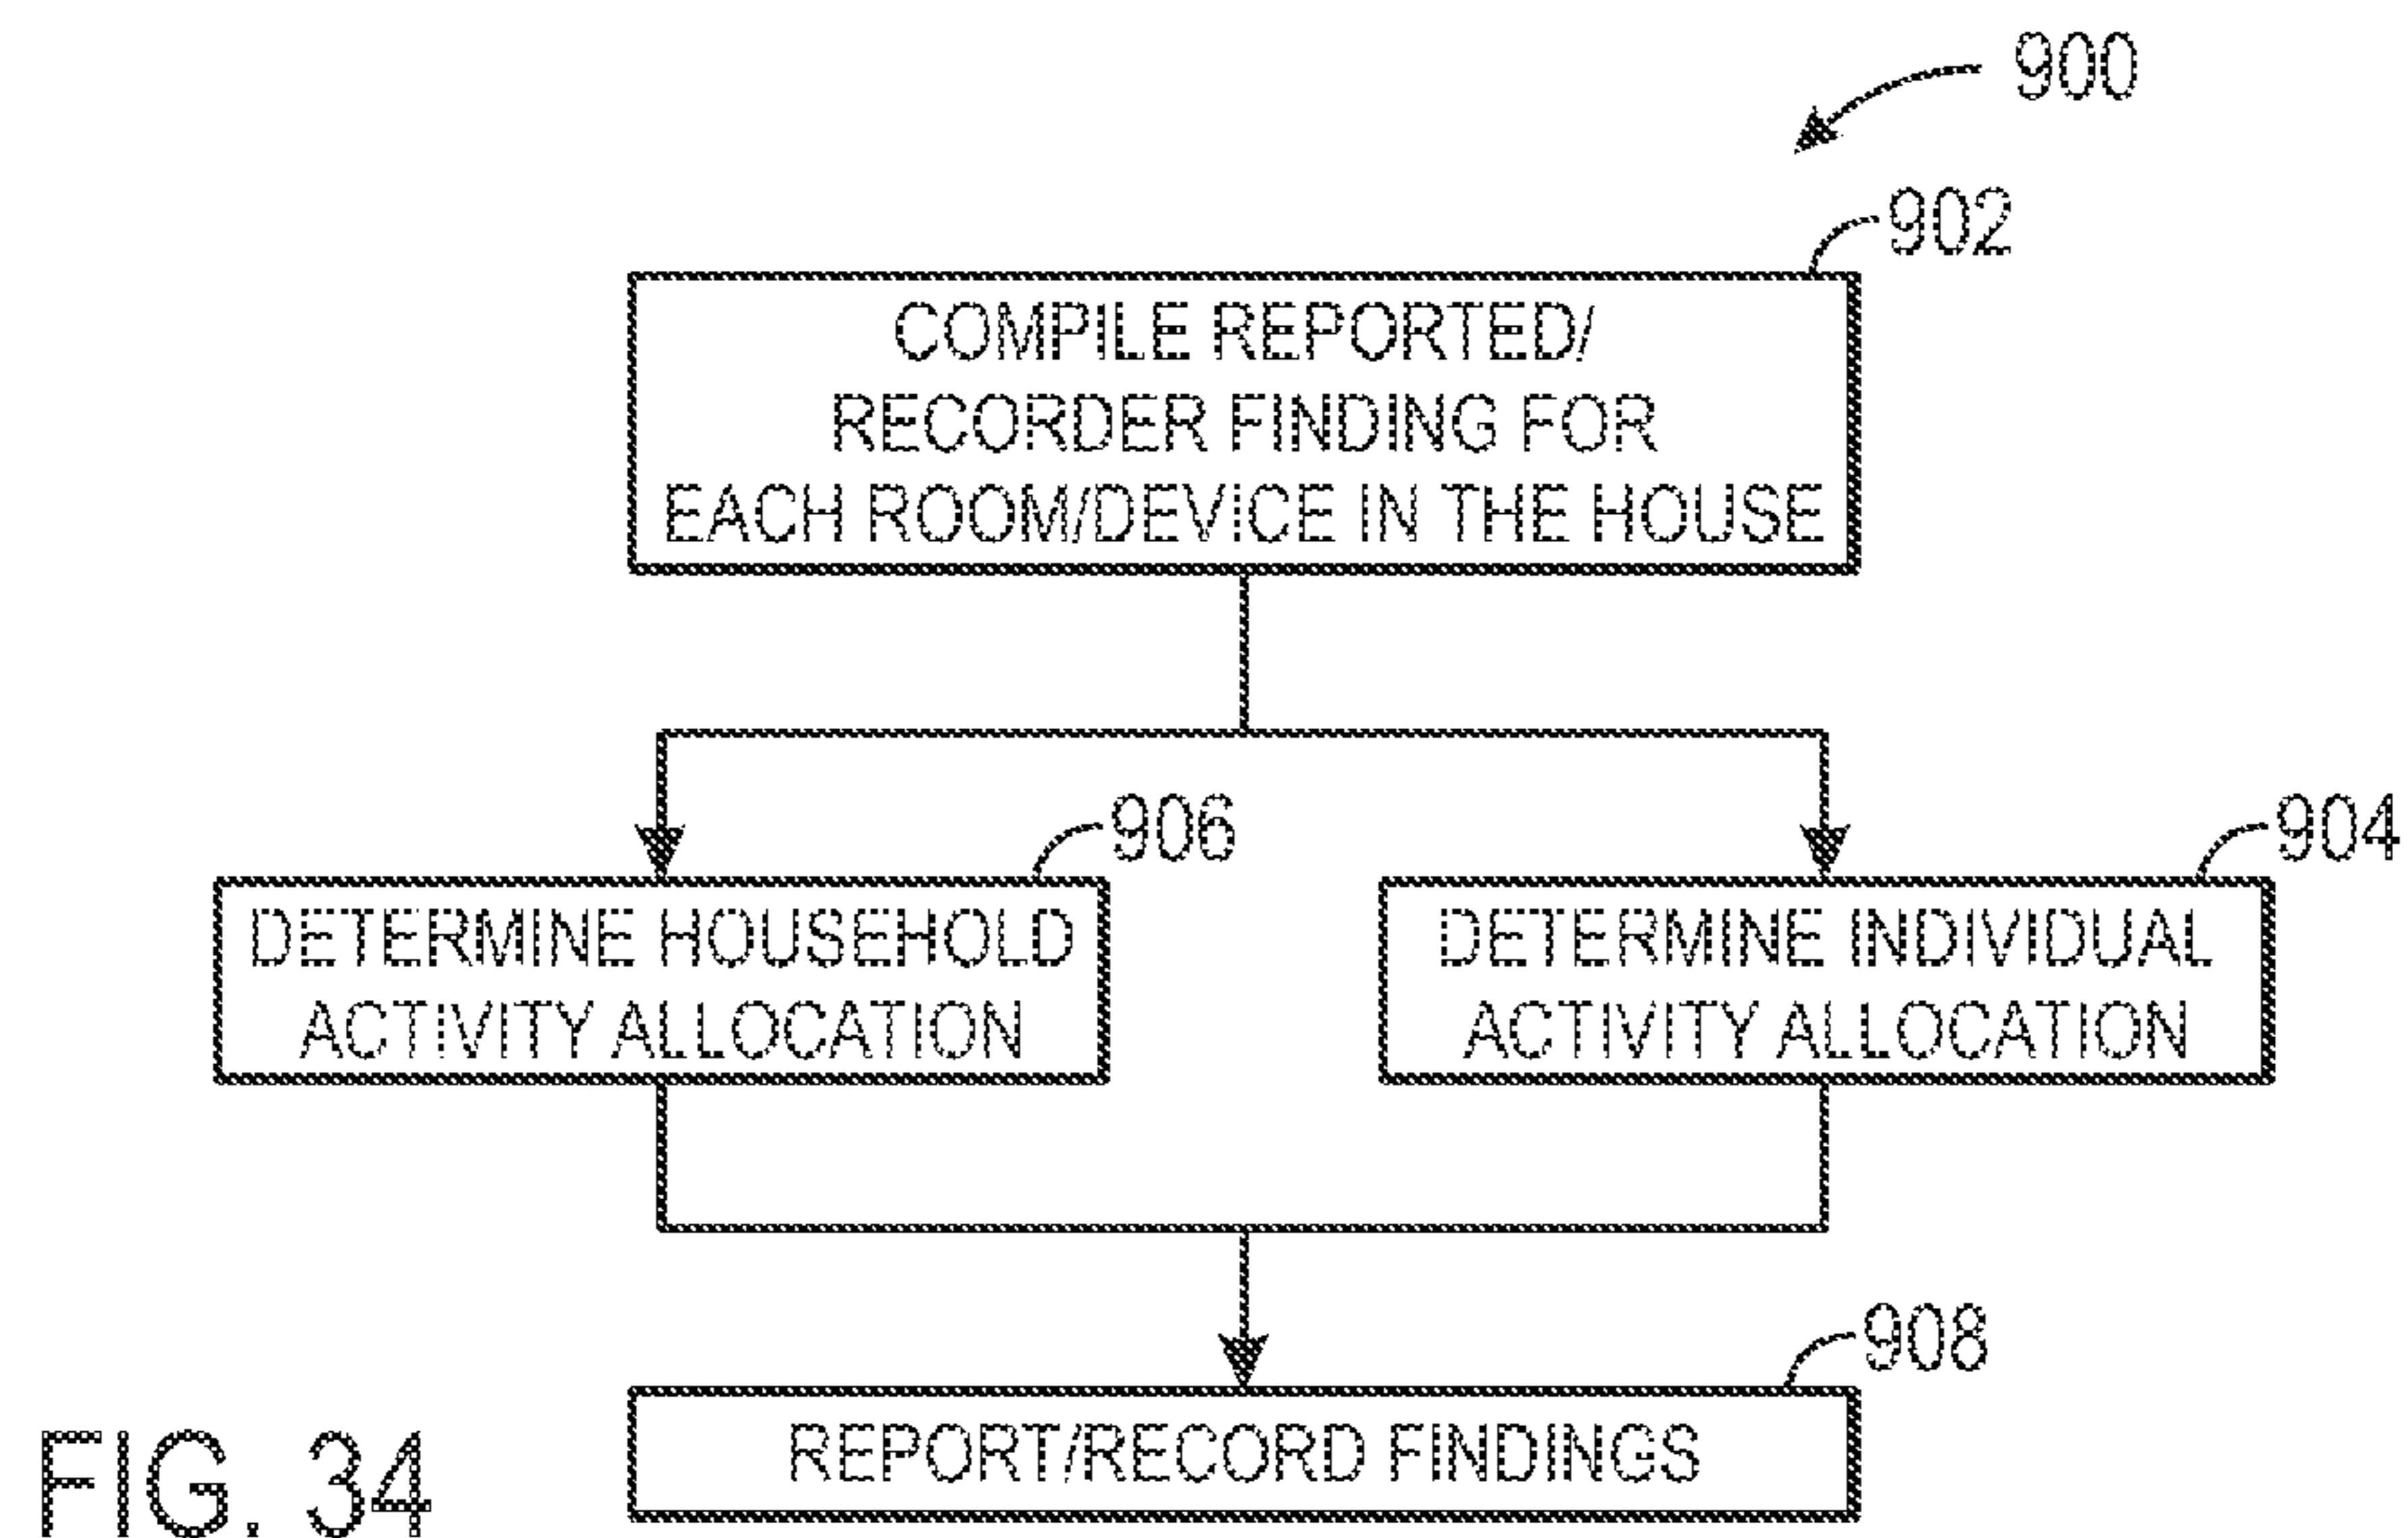 900
902
COMPILE REPORTED/
RECORDER FINDING FOR
EACH ROOM/DEVICE IN THE HOUSE
906
DETERMINE HOUSEHOLD
ACTIVITY ALLOCATION
904
DETERMINE INDIVIDUAL
ACTIVITY ALLOCATION
908
REPORT/RECORD FINDINGS
FIG. 34